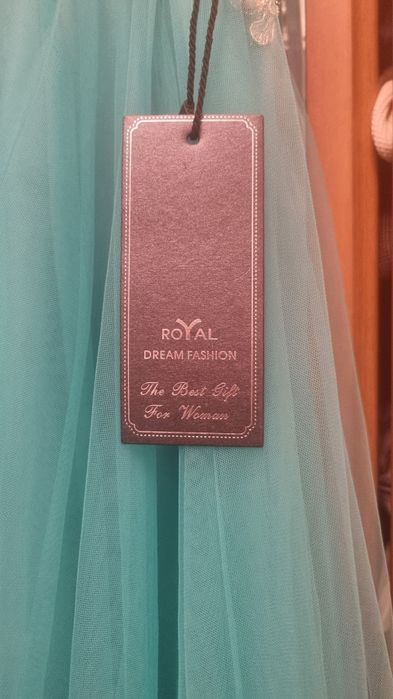 ROYAL
DREAM FASHION
The Best Gift
For Woman